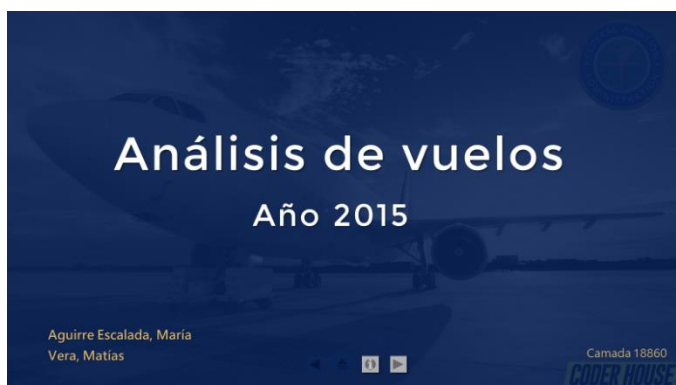 Análisis de vuelos
Año 2015
Aguirre Escalada, María
Vera, Matías
Camada 18860
CODER HOUSE